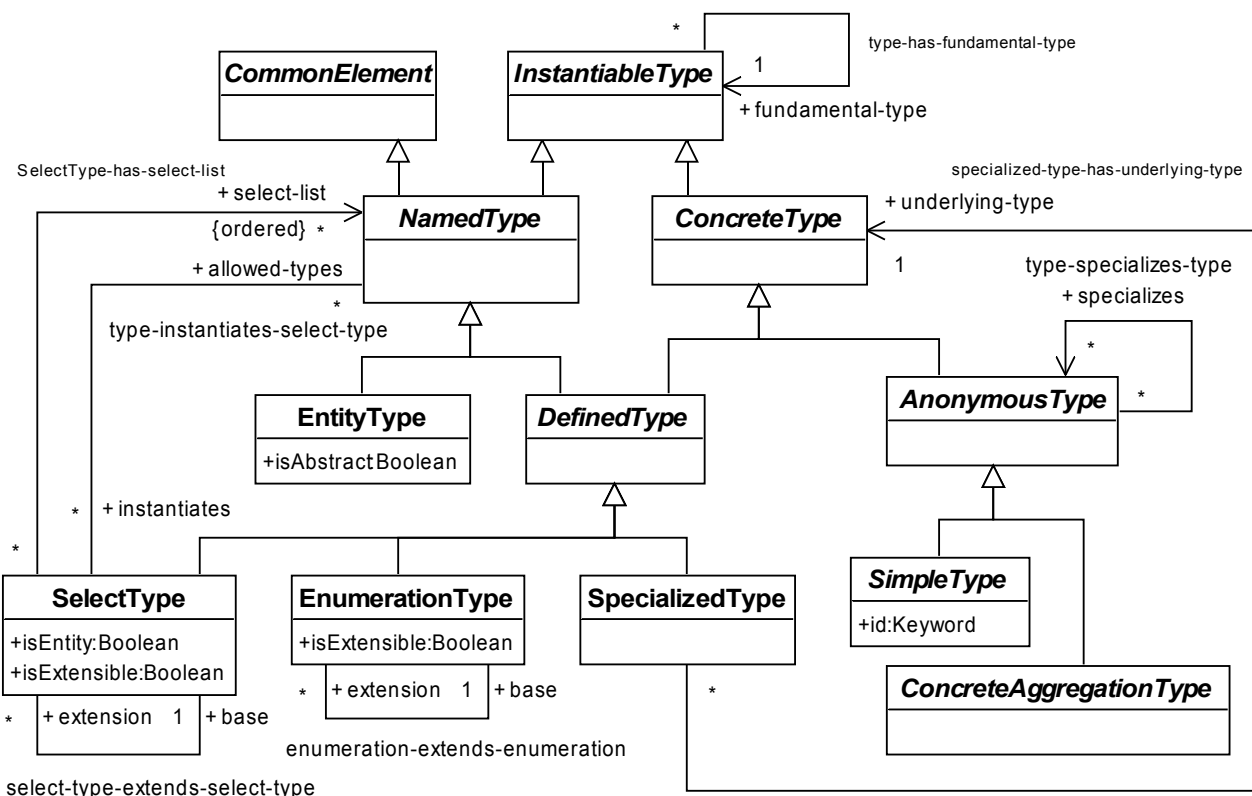 *
type-has-fundamental-type
CommonElement
InstantiableType
1
+ fundamental-type
SelectType-has-select-list
+ select-list
{ordered} *
NamedType
ConcreteType
specialized-type-has-underlying-type
+ underlying-type
1
+ allowed-types
*
type-instantiates-select-type
type-specializes-type
+ specializes
*
*
EntityType
+isAbstract Boolean
DefinedType
AnonymousType
* + instantiates
*
SelectType
+isEntity:Boolean
+isExtensible:Boolean
EnumerationType
+isExtensible:Boolean
SpecializedType
SimpleType
+id:Keyword
* + extension 1 + base
* + extension 1 + base
*
ConcreteAggregationType
enumeration-extends-enumeration
select-type-extends-select-type